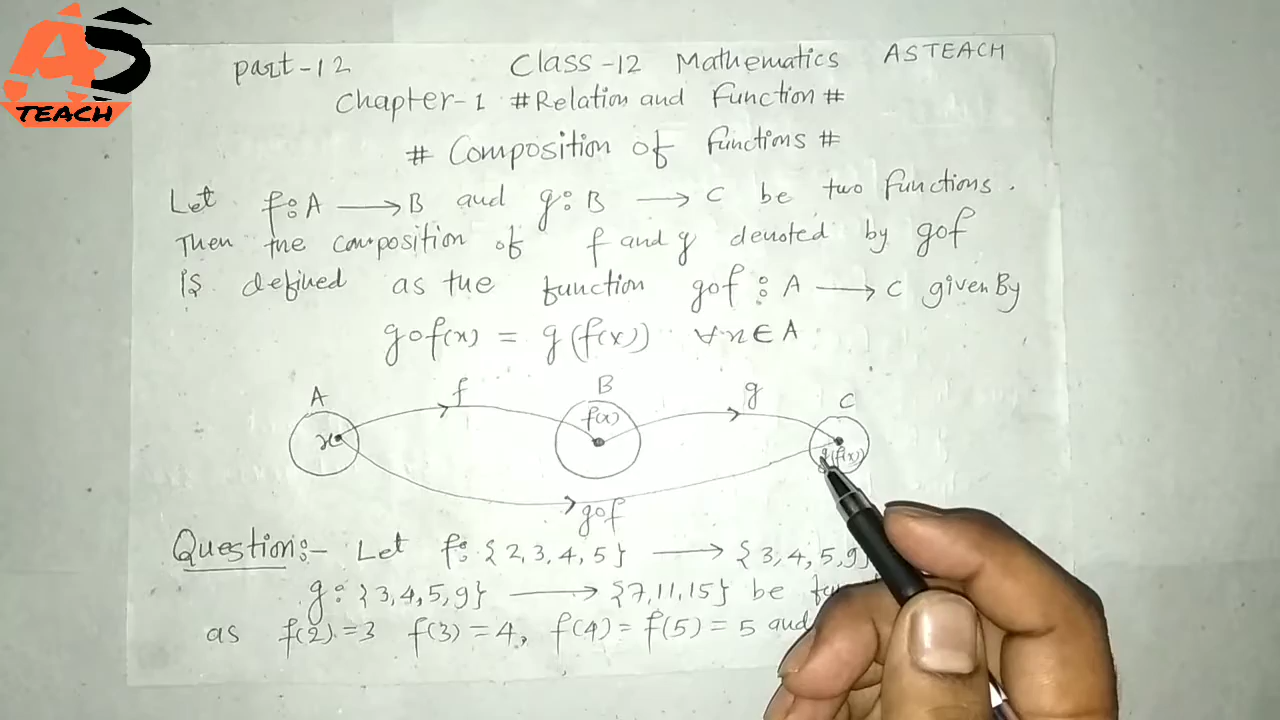 AS
TEACH
part-12 Class-12 Mathematics ASTEACH
Chapter-1 #Relation and Function#
# Composition of Functions #
Let f: A ⟶ B and g: B ⟶ C be two functions.
Then the composition of f and g denoted by gof
is defined as the function gof : A ⟶ C given By
gof(x) = g(f(x)) ∀ x ∈ A
A f B g C
x f(x) g(f(x))
gof
Question:- Let f: {2,3,4,5} ⟶ {3,4,5,9}
g: {3,4,5,9} ⟶ {7,11,15} be
as f(2)=3 f(3)=4, f(4)=f(5)=5 and